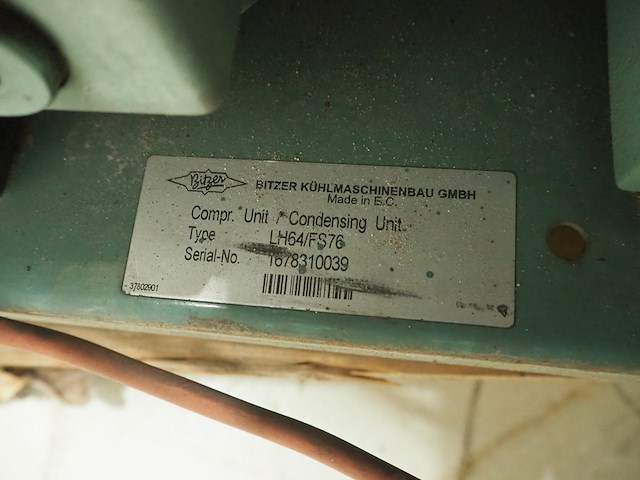 Bitzer
BITZER KÜHLMASCHINENBAU GMBH
Made in E.C.
Compr. Unit / Condensing Unit
Type LH64/FS76
Serial-No. 1678310039
37802901